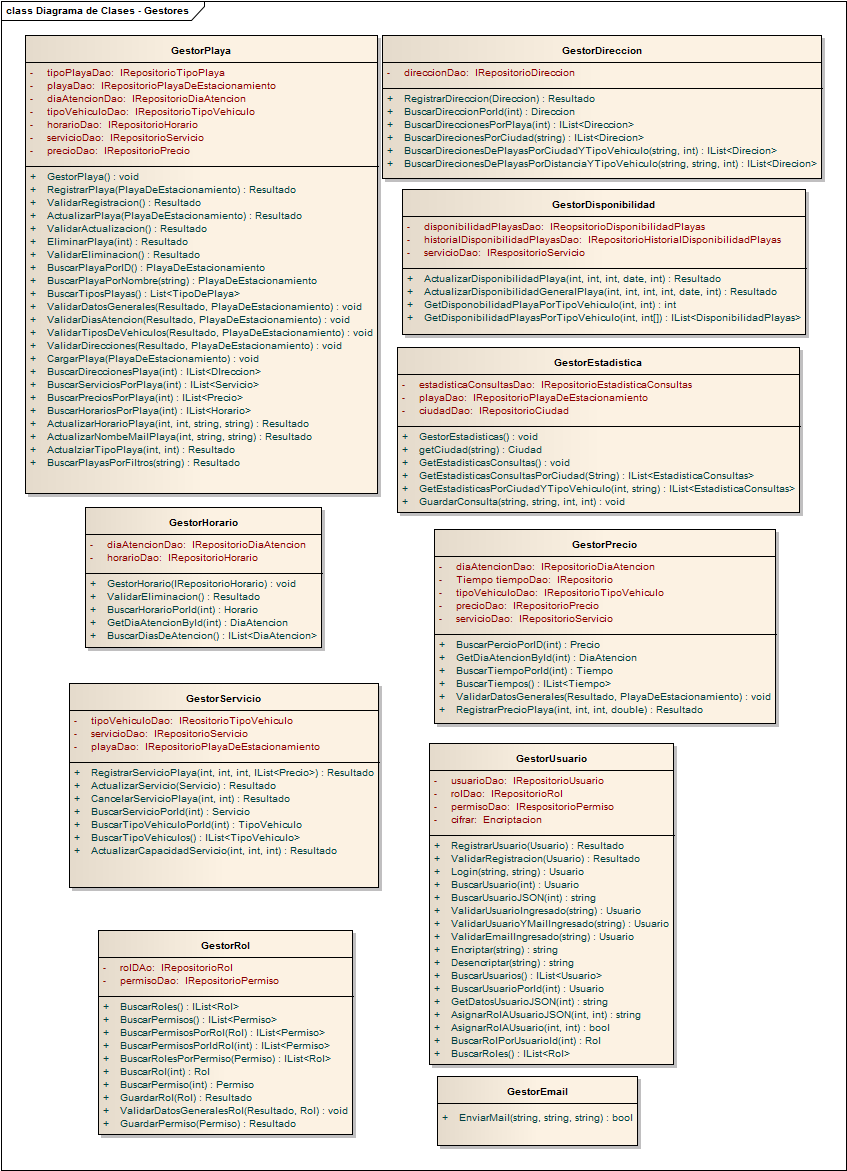 class Diagrama de Clases - Gestores
GestorPlaya
- tipoPlayaDao: IRepositorioTipoPlaya
- playaDao: IRepositorioPlayaDeEstacionamiento
- diaAtencionDao: IRepositorioDiaAtencion
- tipoVehiculoDao: IRepositorioTipoVehiculo
- horarioDao: IRepositorioHorario
- servicioDao: IRepositorioServicio
- precioDao: IRepositorioPrecio
+ GestorPlaya() : void
+ RegistrarPlaya(PlayaDeEstacionamiento) : Resultado
+ ValidarRegistracion() : Resultado
+ ActualizarPlaya(PlayaDeEstacionamiento) : Resultado
+ ValidarActualizacion() : Resultado
+ EliminarPlaya(int) : Resultado
+ ValidarEliminacion() : Resultado
+ BuscarPlayaPorID() : PlayaDeEstacionamiento
+ BuscarPlayaPorNombre(string) : PlayaDeEstacionamiento
+ BuscarTiposPlayas() : List<TipoDePlaya>
+ ValidarDatosGenerales(Resultado, PlayaDeEstacionamiento) : void
+ ValidarDiasAtencion(Resultado, PlayaDeEstacionamiento) : void
+ ValidarTiposDeVehiculos(Resultado, PlayaDeEstacionamiento) : void
+ ValidarDirecciones(Resultado, PlayaDeEstacionamiento) : void
+ CargarPlaya(PlayaDeEstacionamiento) : void
+ BuscarDireccionesPlaya(int) : IList<DIreccion>
+ BuscarServiciosPorPlaya(int) : IList<Servicio>
+ BuscarPreciosPorPlaya(int) : IList<Precio>
+ BuscarHorariosPorPlaya(int) : IList<Horario>
+ ActualizarHorarioPlaya(int, int, string, string) : Resultado
+ ActualizarNombeMailPlaya(int, string, string) : Resultado
+ ActualziarTipoPlaya(int, int) : Resultado
+ BuscarPlayasPorFiltros(string) : Resultado
GestorDireccion
- direccionDao: IRepositorioDireccion
+ RegistrarDireccion(Direccion) : Resultado
+ BuscarDireccionPorId(int) : Direccion
+ BuscarDireccionesPorPlaya(int) : IList<Direccion>
+ BuscarDirecionesPorCiudad(string) : IList<Direcion>
+ BuscarDirecionesDePlayasPorCiudadYTipoVehiculo(string, int) : IList<Direcion>
+ BuscarDirecionesDePlayasPorDistanciaYTipoVehiculo(string, string, int) : IList<Direcion>
GestorDisponibilidad
- disponibilidadPlayasDao: IReopsitorioDisponibilidadPlayas
- historialDisponibilidadPlayasDao: IRepositorioHistorialDisponibilidadPlayas
- servicioDao: IRespositorioServicio
+ ActualizarDisponibilidadPlaya(int, int, int, date, int) : Resultado
+ ActualizarDisponibilidadGeneralPlaya(int, int, int, int, date, int) : Resultado
+ GetDisponobilidadPlayaPorTipoVehiculo(int, int) : int
+ GetDisponibilidadPlayasPorTipoVehiculo(int, int[]) : IList<DisponibilidadPlayas>
GestorEstadistica
- estadisticaConsultasDao: IRepositorioEstadisticaConsultas
- playaDao: IRepositorioPlayaDeEstacionamiento
- ciudadDao: IRepositorioCiudad
+ GestorEstadisticas() : void
+ getCiudad(string) : Ciudad
+ GetEstadisticasConsultas() : void
+ GetEstadisticasConsultasPorCiudad(String) : IList<EstadisticaConsultas>
+ GetEstadisticasPorCiudadYTipoVehiculo(int, string) : IList<EstadisticaConsultas>
+ GuardarConsulta(string, string, int, int) : void
GestorHorario
- diaAtencionDao: IRepositorioDiaAtencion
- horarioDao: IRepositorioHorario
+ GestorHorario(IRepositorioHorario) : void
+ ValidarEliminacion() : Resultado
+ BuscarHorarioPorId(int) : Horario
+ GetDiaAtencionById(int) : DiaAtencion
+ BuscarDiasDeAtencion() : IList<DiaAtencion>
GestorPrecio
- diaAtencionDao: IRepositorioDiaAtencion
- Tiempo tiempoDao: IRepositorio
- tipoVehiculoDao: IRepositorioTipoVehiculo
- precioDao: IRepositorioPrecio
- servicioDao: IRepositorioServicio
+ BuscarPercioPorID(int) : Precio
+ GetDiaAtencionById(int) : DiaAtencion
+ BuscarTiempoPorId(int) : Tiempo
+ BuscarTiempos() : IList<Tiempo>
+ ValidarDatosGenerales(Resultado, PlayaDeEstacionamiento) : void
+ RegistrarPrecioPlaya(int, int, int, double) : Resultado
GestorServicio
- tipoVehiculoDao: IReositorioTipoVehiculo
- servicioDao: IRepositorioServicio
- playaDao: IRepositorioPlayaDeEstacionamiento
+ RegistrarServicioPlaya(int, int, int, IList<Precio>) : Resultado
+ ActualizarServicio(Servicio) : Resultado
+ CancelarServicioPlaya(int, int) : Resultado
+ BuscarServicioPorId(int) : Servicio
+ BuscarTipoVehiculoPorId(int) : TipoVehiculo
+ BuscarTipoVehiculos() : IList<TipoVehiculo>
+ ActualizarCapacidadServicio(int, int, int) : Resultado
GestorUsuario
- usuarioDao: IRepositorioUsuario
- rolDao: IRepositorioRol
- permisoDao: IRespositorioPermiso
- cifrar: Encriptacion
+ RegistrarUsuario(Usuario) : Resultado
+ ValidarRegistracion(Usuario) : Resultado
+ Login(string, string) : Usuario
+ BuscarUsuario(int) : Usuario
+ BuscarUsuarioJSON(int) : string
+ ValidarUsuarioIngresado(string) : Usuario
+ ValidarUsuarioYMailIngresado(string) : Usuario
+ ValidarEmailIngresado(string) : Usuario
+ Encriptar(string) : string
+ Desencriptar(string) : string
+ BuscarUsuarios() : IList<Usuario>
+ BuscarUsuarioPorId(int) : Usuario
+ GetDatosUsuarioJSON(int) : string
+ AsignarRolAUsuarioJSON(int, int) : string
+ AsignarRolAUsuario(int, int) : bool
+ BuscarRolPorUsuarioId(int) : Rol
+ BuscarRoles() : IList<Rol>
GestorRol
- rolDAo: IRepositorioRol
- permisoDao: IRepositorioPermiso
+ BuscarRoles() : IList<Rol>
+ BuscarPermisos() : IList<Permiso>
+ BuscarPermisosPorRol(Rol) : IList<Permiso>
+ BuscarPermisosPorIdRol(int) : IList<Permiso>
+ BuscarRolesPorPermiso(Permiso) : IList<Rol>
+ BuscarRol(int) : Rol
+ BuscarPermiso(int) : Permiso
+ GuardarRol(Rol) : Resultado
+ ValidarDatosGeneralesRol(Resultado, Rol) : void
+ GuardarPermiso(Permiso) : Resultado
GestorEmail
+ EnviarMail(string, string, string) : bool